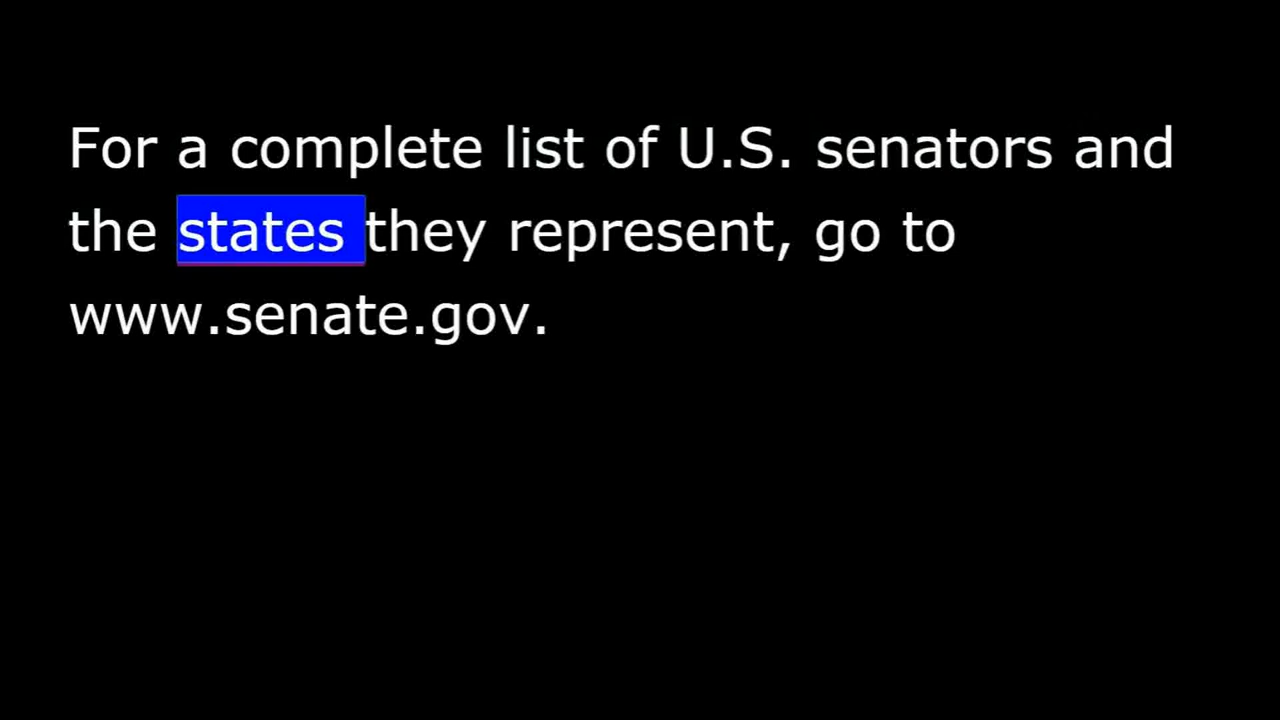 For a complete list of U.S. senators and
the states they represent, go to
www.senate.gov.